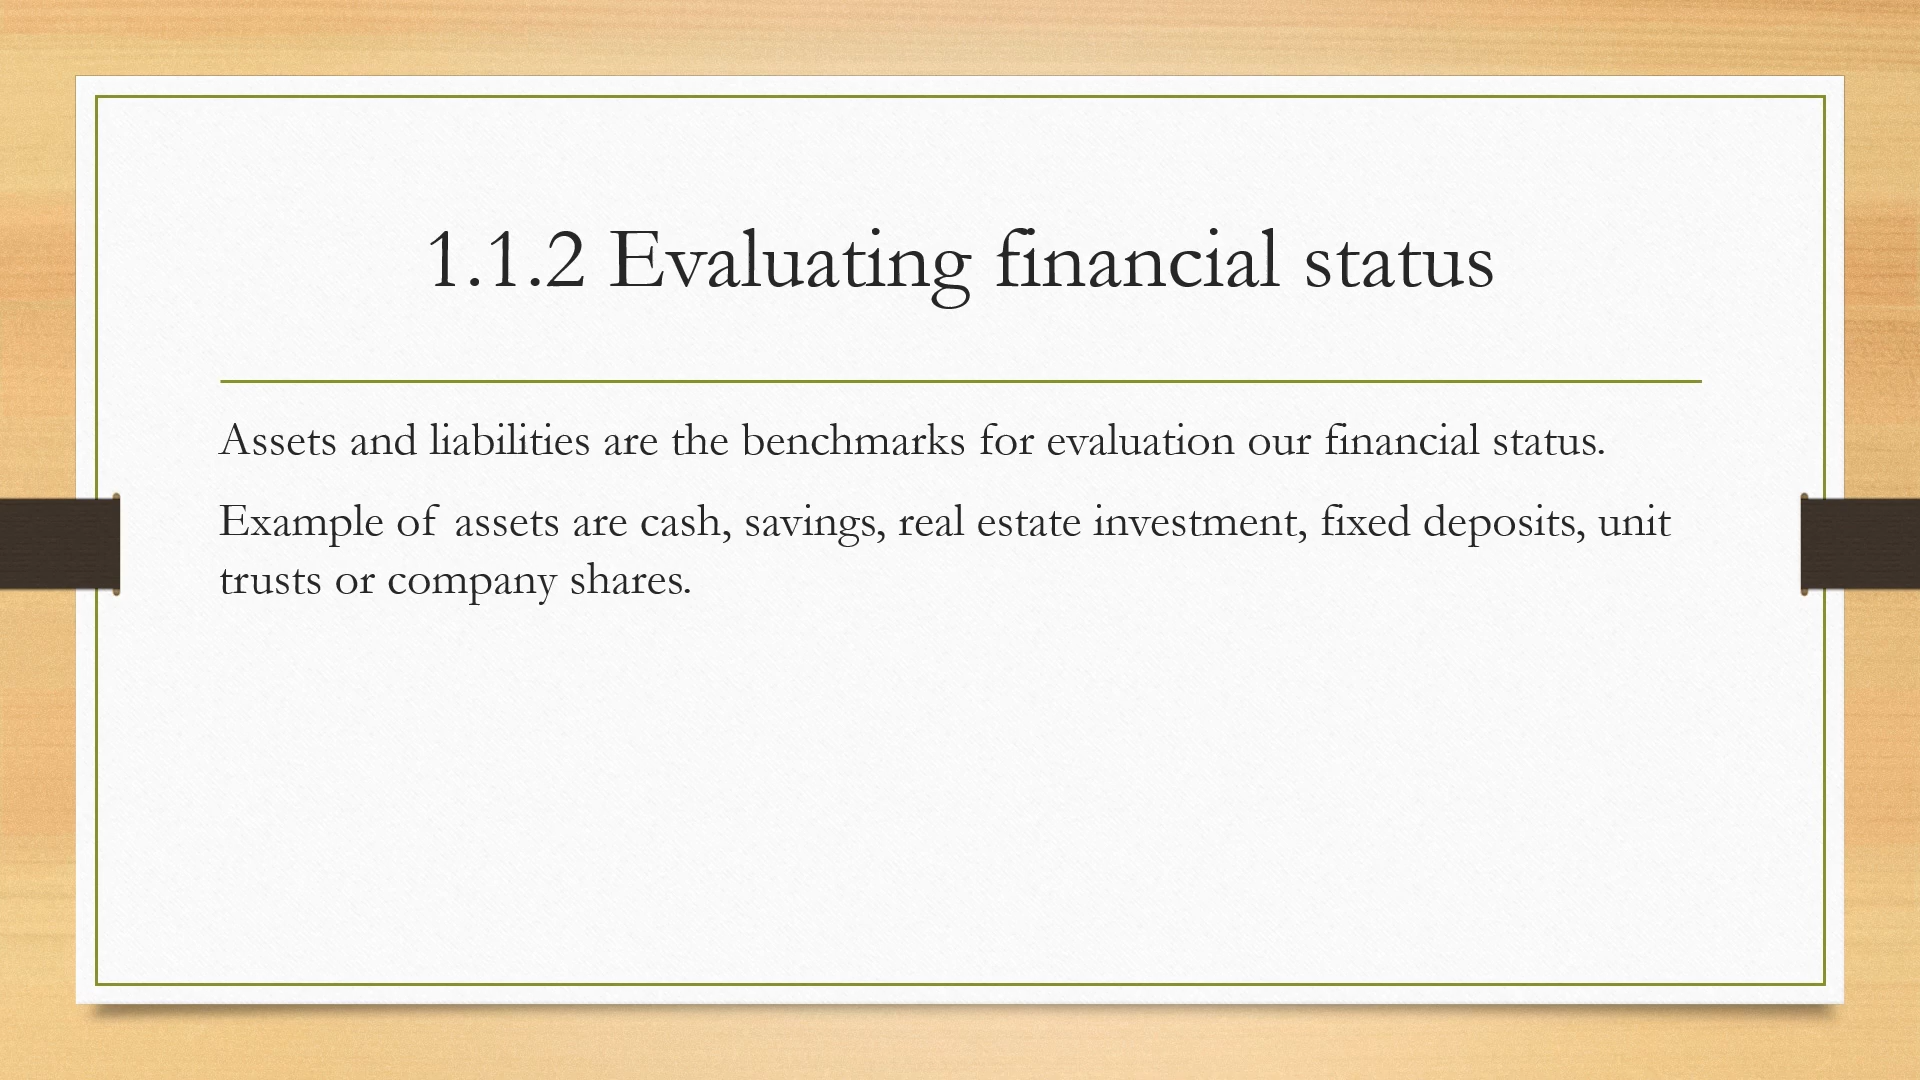 1.1.2 Evaluating financial status
Assets and liabilities are the benchmarks for evaluation our financial status.
Example of assets are cash, savings, real estate investment, fixed deposits, unit
trusts or company shares.